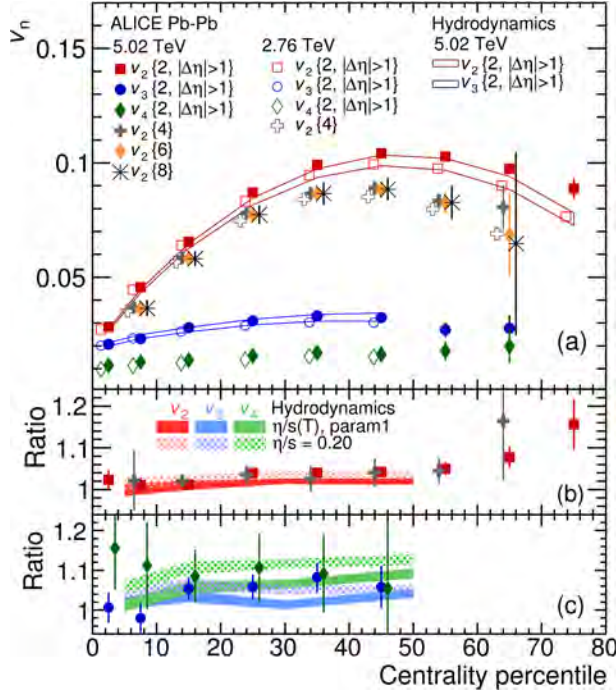 v_n
ALICE Pb-Pb
Hydrodynamics
5.02 TeV
2.76 TeV
5.02 TeV
v₂{2, |Δη|>1}
v₂{2, |Δη|>1}
v₂{2, |Δη|>1}
v₃{2, |Δη|>1}
v₃{2, |Δη|>1}
v₃{2, |Δη|>1}
v₄{2, |Δη|>1}
v₄{2, |Δη|>1}
v₂{4}
v₂{4}
v₂{6}
v₂{8}
0.15
0.1
0.05
(a)
Ratio
1.2
1.1
1
v₂ v₃ v₄ Hydrodynamics
η/s(T), param1
η/s = 0.20
(b)
Ratio
1.2
1.1
1
(c)
0 10 20 30 40 50 60 70 80
Centrality percentile